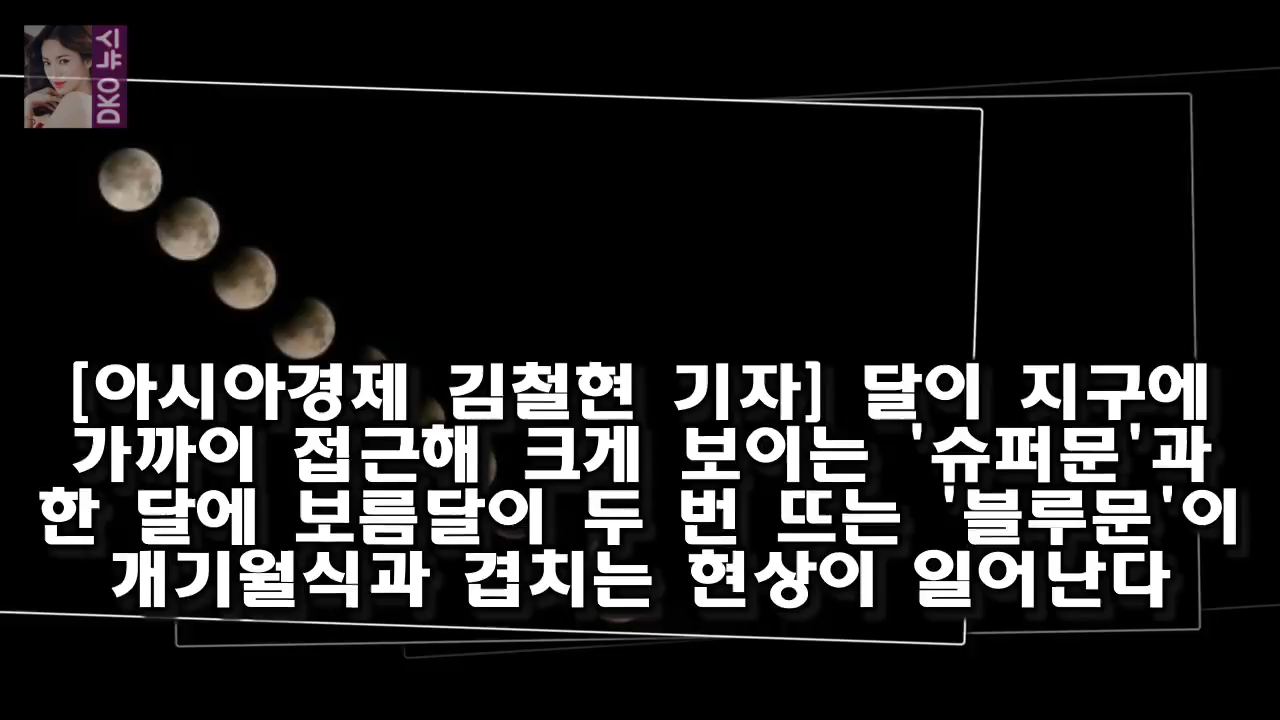 DKO 뉴스
[아시아경제 김철현 기자] 달이 지구에
가까이 접근해 크게 보이는 '슈퍼문'과
한 달에 보름달이 두 번 뜨는 '블루문'이
개기월식과 겹치는 현상이 일어난다